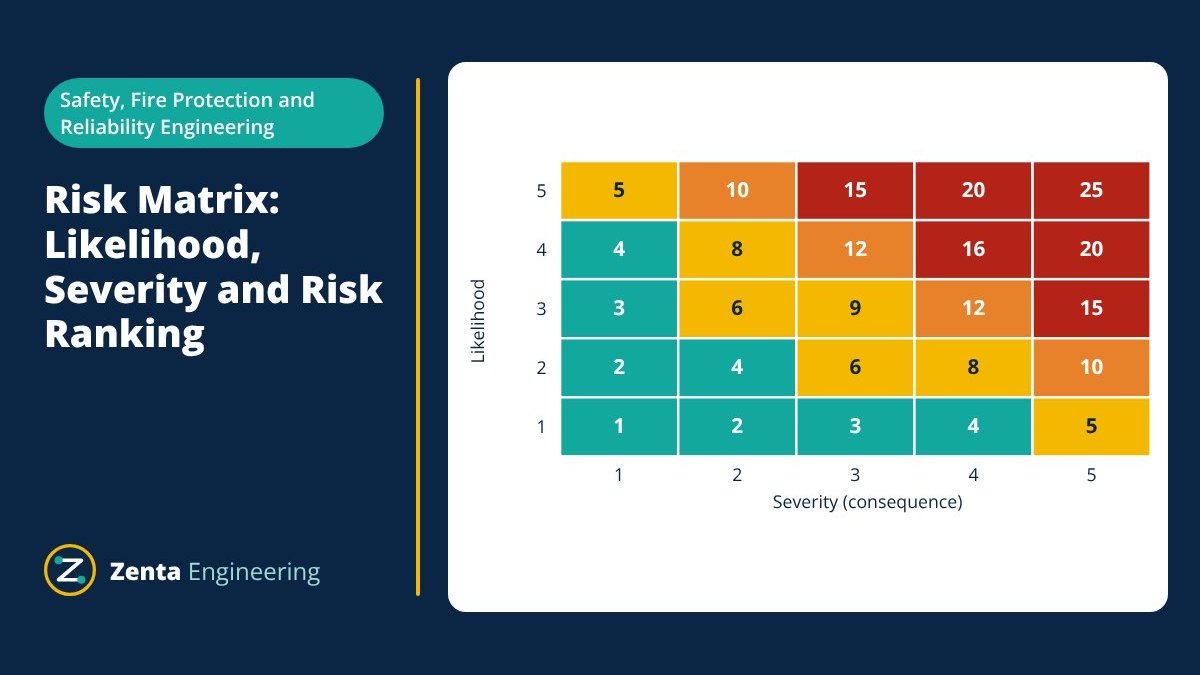 Safety, Fire Protection and
Reliability Engineering
Risk Matrix:
Likelihood,
Severity and Risk
Ranking
Zenta Engineering
Likelihood
5 5 10 15 20 25
4 4 8 12 16 20
3 3 6 9 12 15
2 2 4 6 8 10
1 1 2 3 4 5
1 2 3 4 5
Severity (consequence)